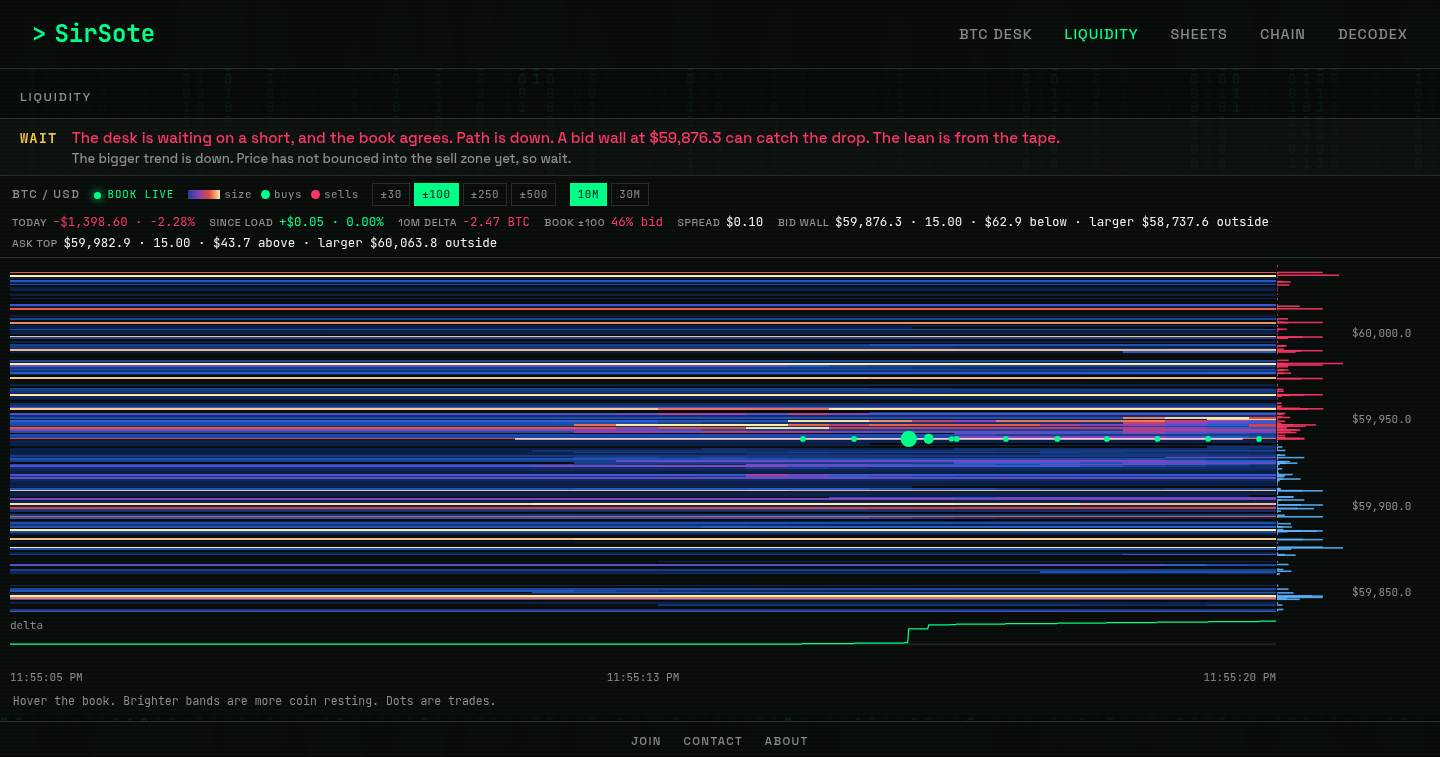 > SirSote
BTC DESK LIQUIDITY SHEETS CHAIN DECODEX
LIQUIDITY
WAIT The desk is waiting on a short, and the book agrees. Path is down. A bid wall at $59,876.3 can catch the drop. The lean is from the tape.
The bigger trend is down. Price has not bounced into the sell zone yet, so wait.
BTC / USD BOOK LIVE size buys sells ±30 ±100 ±250 ±500 10M 30M
TODAY -$1,398.60 · -2.28% SINCE LOAD +$0.05 · 0.00% 10M DELTA -2.47 BTC BOOK ±100 46% bid SPREAD $0.10 BID WALL $59,876.3 · 15.00 · $62.9 below · larger $58,737.6 outside
ASK TOP $59,982.9 · 15.00 · $43.7 above · larger $60,063.8 outside
$60,000.0
$59,950.0
$59,900.0
$59,850.0
delta
11:55:05 PM 11:55:13 PM 11:55:20 PM
Hover the book. Brighter bands are more coin resting. Dots are trades.
JOIN CONTACT ABOUT